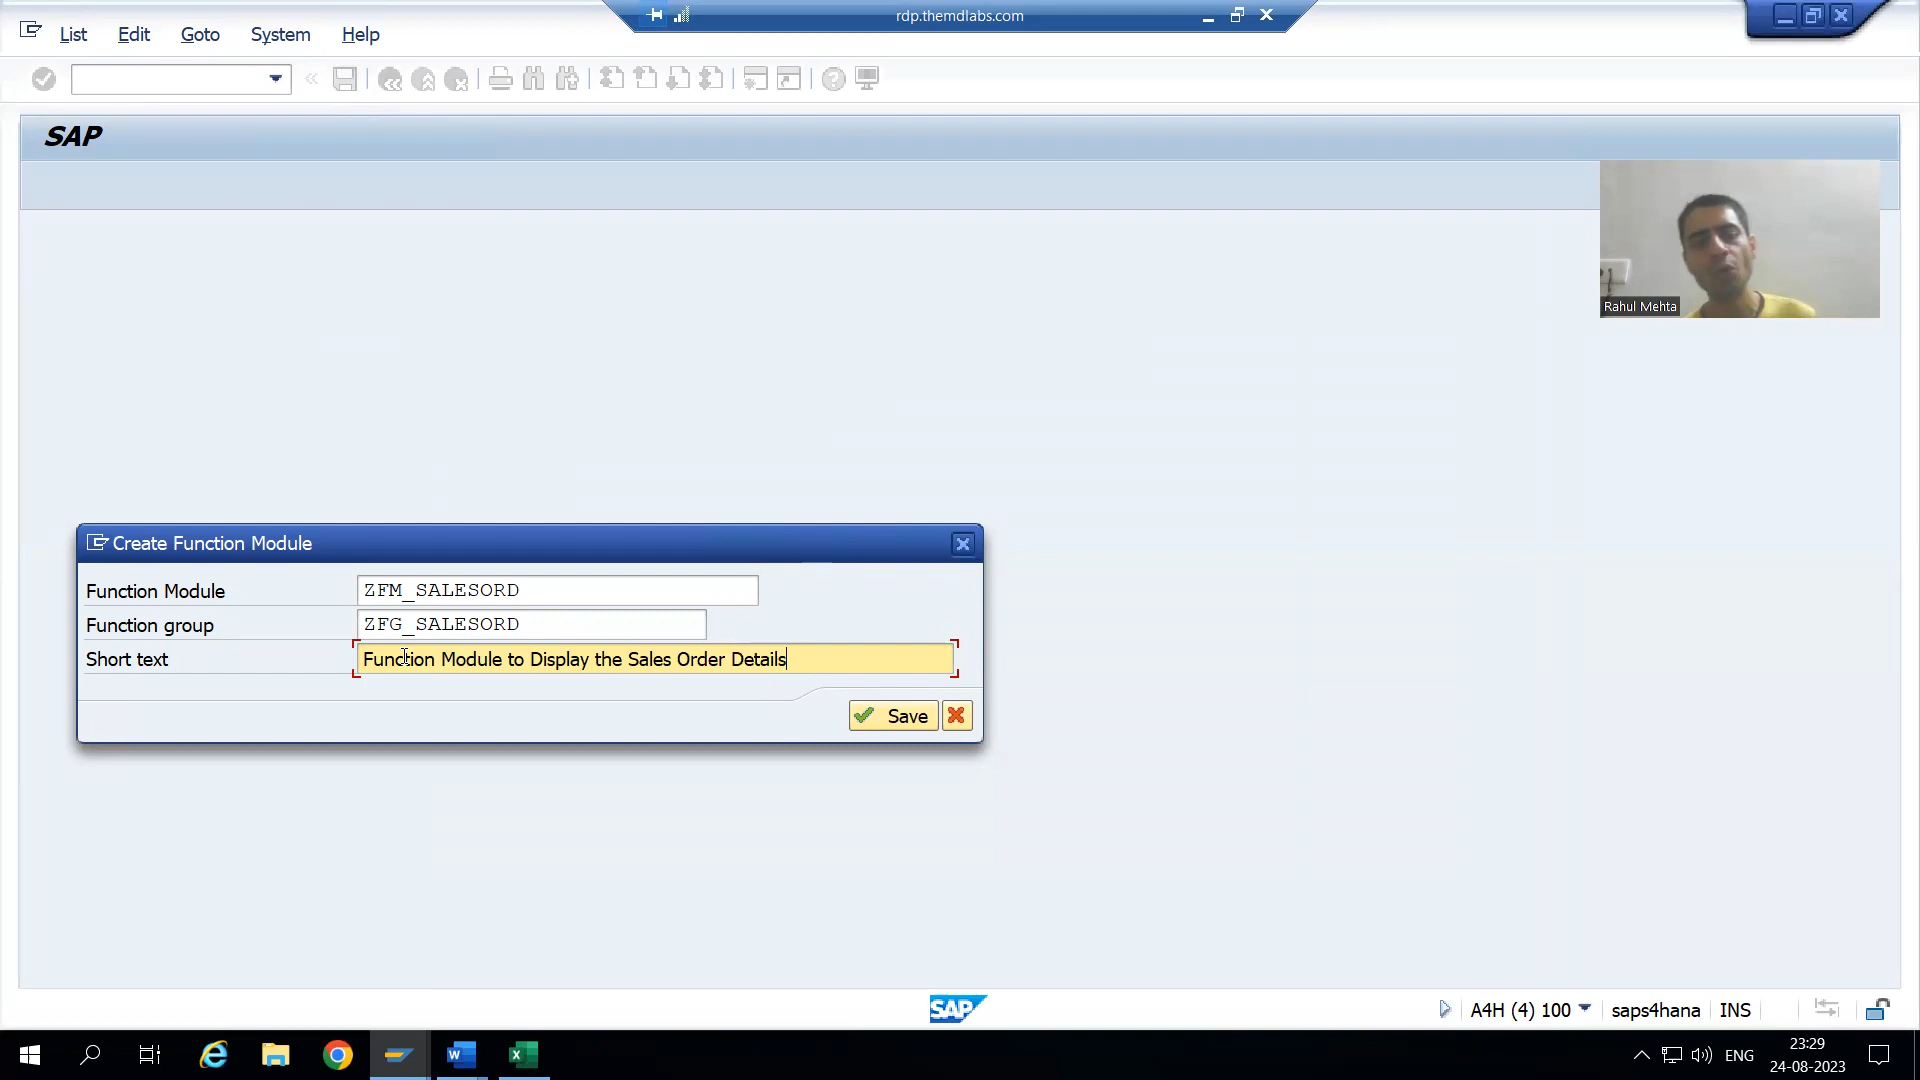 rdp.themdlabs.com
List Edit Goto System Help
SAP
Rahul Mehta
Create Function Module
Function Module ZFM_SALESORD
Function group ZFG_SALESORD
Short text Function Module to Display the Sales Order Details
Save
SAP A4H (4) 100 saps4hana INS
ENG 23:29
24-08-2023